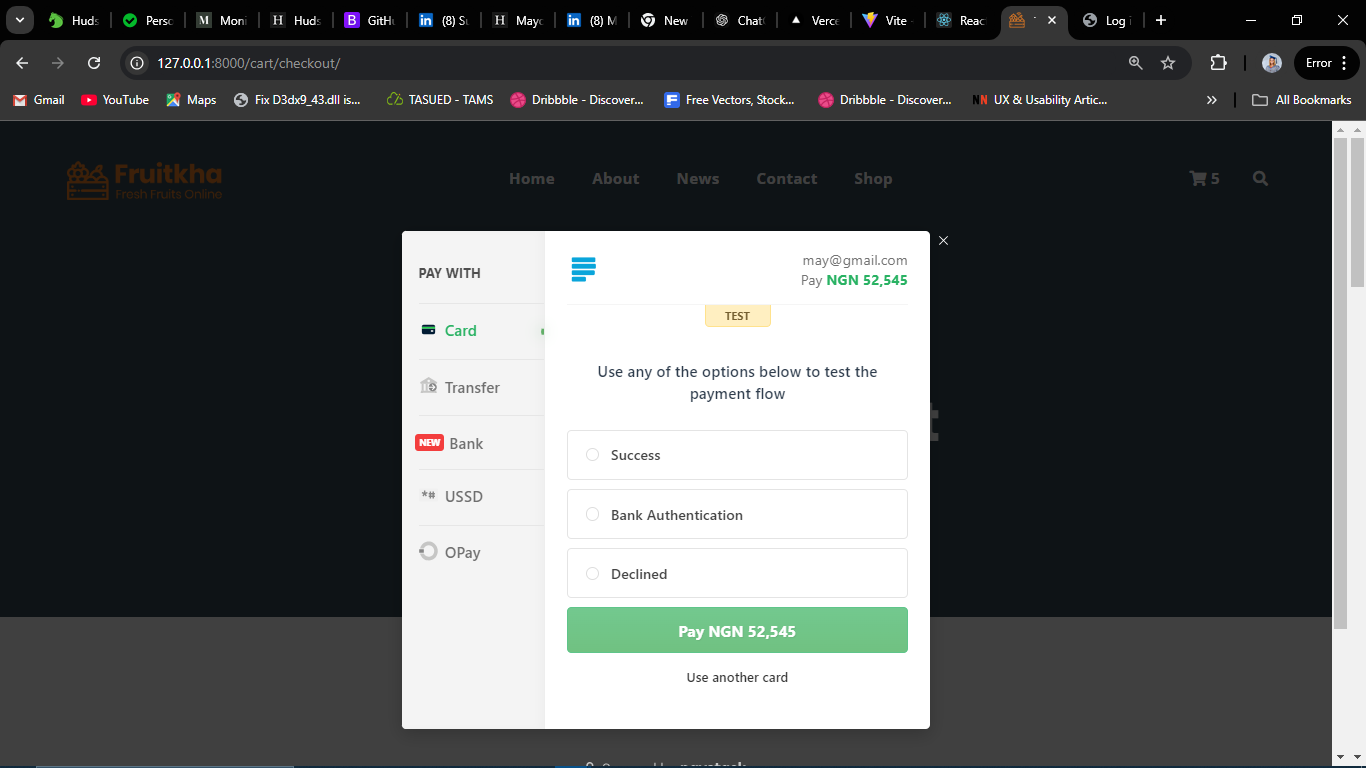 Huds
Perso
Moni
Huds
GitHu
(8) Su
Mayo
(8) M
New
Chat
Verce
Vite
Reac
Log i
127.0.0.1:8000/cart/checkout/
Error
Gmail
YouTube
Maps
Fix D3dx9_43.dll is...
TASUED - TAMS
Dribbble - Discover...
Free Vectors, Stock...
Dribbble - Discover...
UX & Usability Artic...
All Bookmarks
Fruitkha
Fresh Fruits Online
Home
About
News
Contact
Shop
5
PAY WITH
Card
Transfer
NEW Bank
*# USSD
OPay
may@gmail.com
Pay NGN 52,545
TEST
Use any of the options below to test the
payment flow
Success
Bank Authentication
Declined
Pay NGN 52,545
Use another card